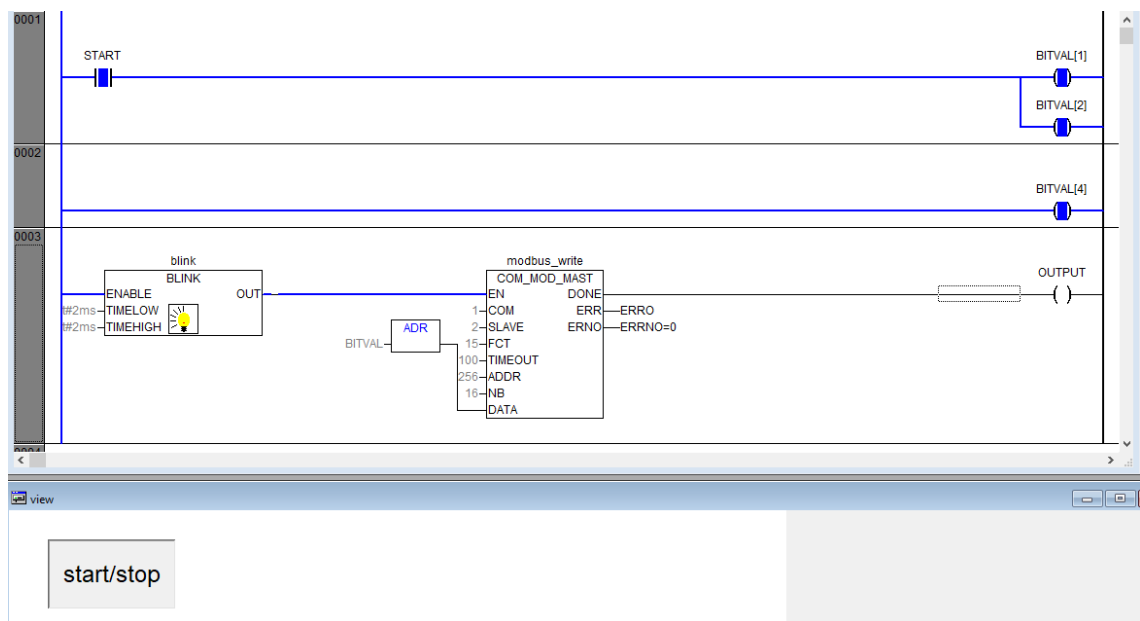 0001
START
BITVAL[1]
BITVAL[2]
0002
BITVAL[4]
0003
blink
BLINK
ENABLE
OUT
t#2ms
TIMELOW
t#2ms
TIMEHIGH
BITVAL
ADR
modbus_write
COM_MOD_MAST
EN
DONE
1
COM
ERR
ERRO
2
SLAVE
ERNO
ERRNO=0
15
FCT
100
TIMEOUT
256
ADDR
16
NB
DATA
OUTPUT
view
start/stop